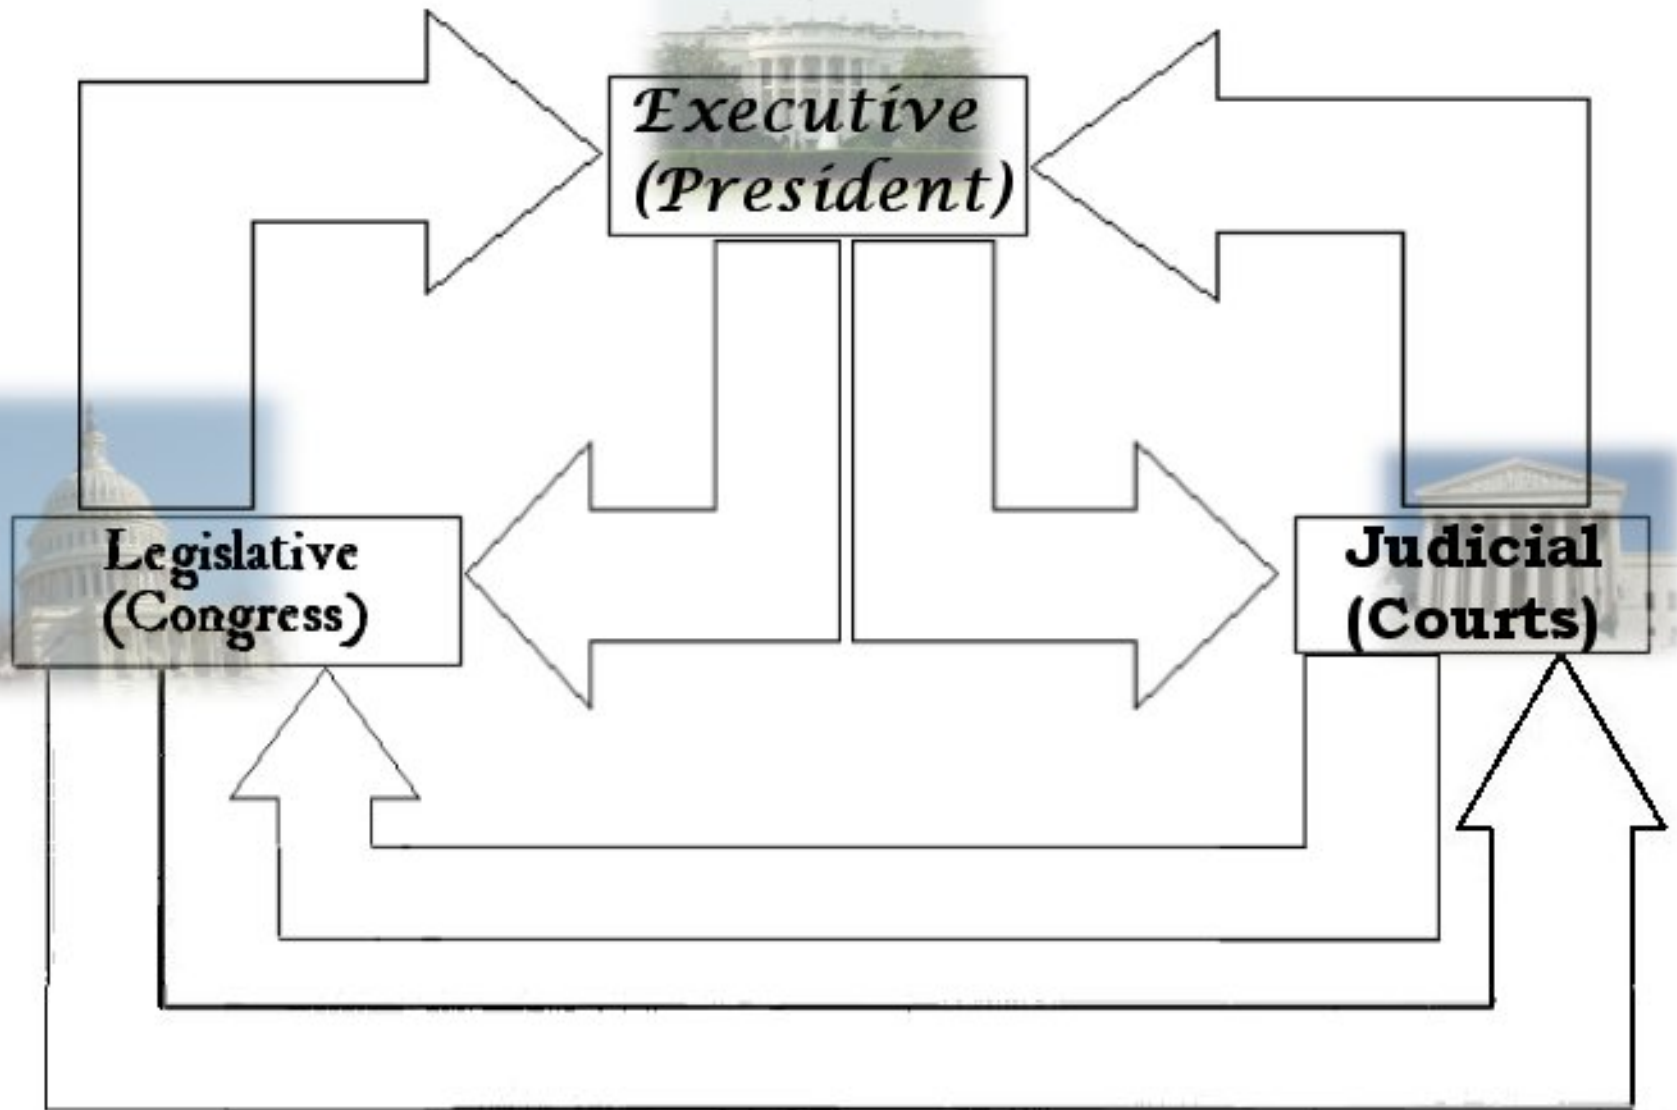 Executive
(President)
Legislative
(Congress)
Judicial
(Courts)